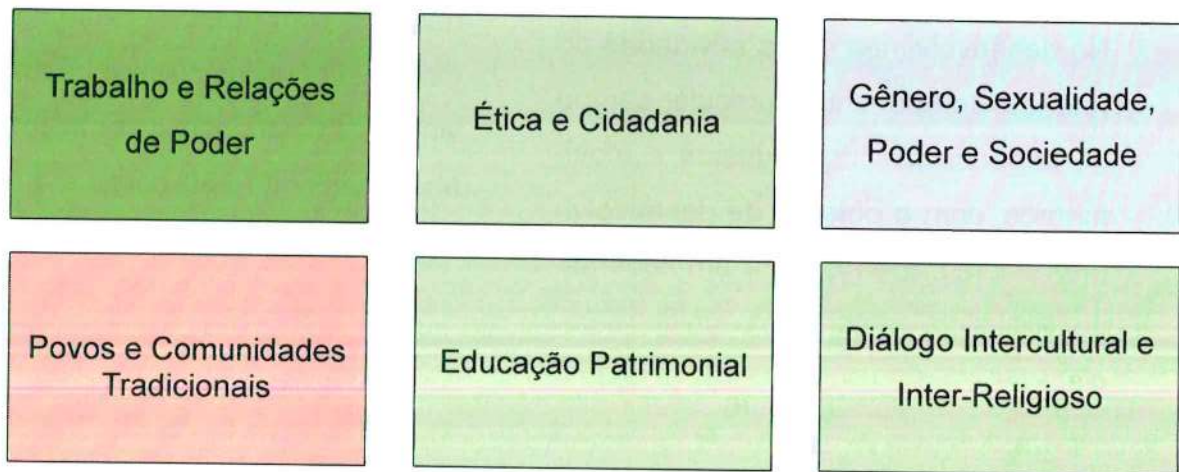 Trabalho e Relações
de Poder
Ética e Cidadania
Gênero, Sexualidade,
Poder e Sociedade
Povos e Comunidades
Tradicionais
Educação Patrimonial
Diálogo Intercultural e
Inter-Religioso